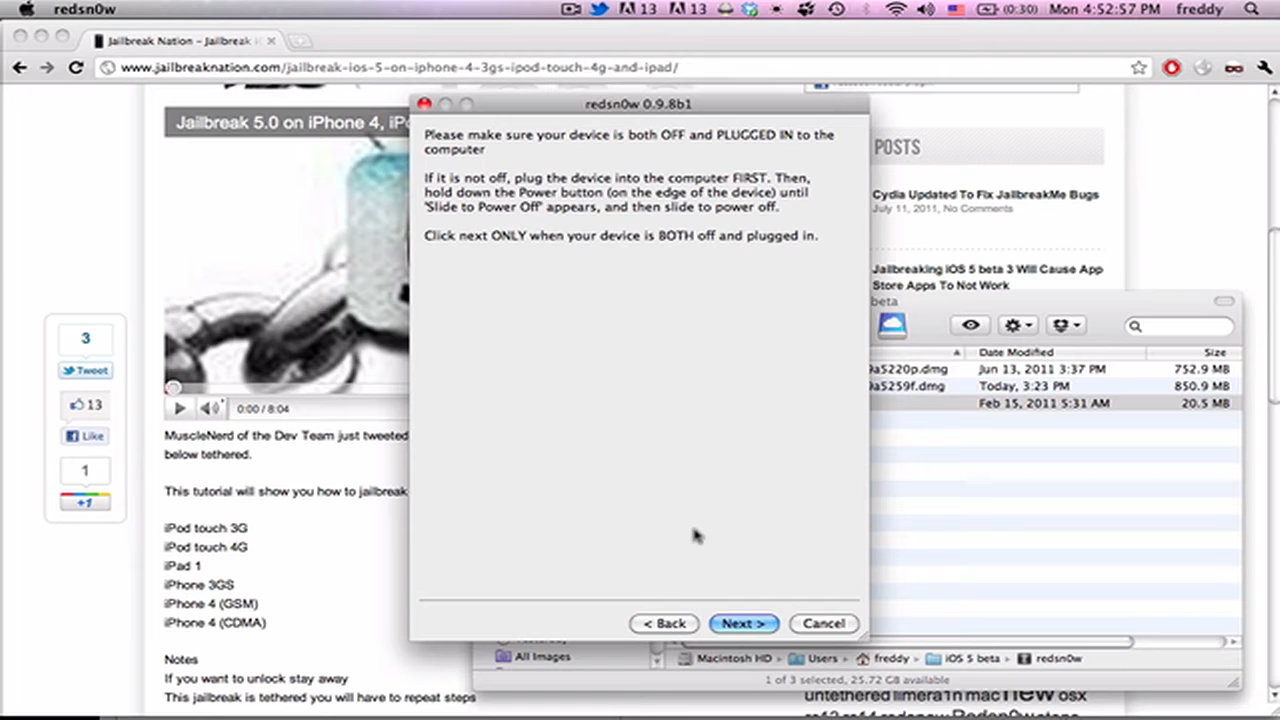 redsn0w
13
13
(0:30)
Mon 4:52:57 PM
freddy
Jailbreak Nation – Jailbreak
www.jailbreaknation.com/jailbreak-ios-5-on-iphone-4-3gs-ipod-touch-4g-and-ipad/
Jailbreak 5.0 on iPhone 4,
redsn0w 0.9.8b1
Please make sure your device is both OFF and PLUGGED IN to the
computer
If it is not off, plug the device into the computer FIRST. Then,
hold down the Power button (on the edge of the device) until
'Slide to Power Off' appears, and then slide to power off.
Click next ONLY when your device is BOTH off and plugged in.
< Back
Next >
Cancel
POSTS
Cydia Updated To Fix JailbreakMe Bugs
July 11, 2011, No Comments
Jailbreaking iOS 5 beta 3 Will Cause App
Store Apps To Not Work
beta
Date Modified
Size
9a5220p.dmg
Jun 13, 2011 3:37 PM
752.9 MB
9a5259f.dmg
Today, 3:23 PM
850.9 MB
Feb 15, 2011 5:31 AM
20.5 MB
3
Tweet
13
Like
1
+1
0:00 / 8:04
MuscleNerd of the Dev Team just tweeted
below tethered.
This tutorial will show you how to jailbreak
iPod touch 3G
iPod touch 4G
iPad 1
iPhone 3GS
iPhone 4 (GSM)
iPhone 4 (CDMA)
Notes
If you want to unlock stay away
This jailbreak is tethered you will have to repeat steps
All Images
Macintosh HD
Users
freddy
iOS 5 beta
redsn0w
1 of 3 selected, 25.72 GB available
untethered limera1n mac new osx